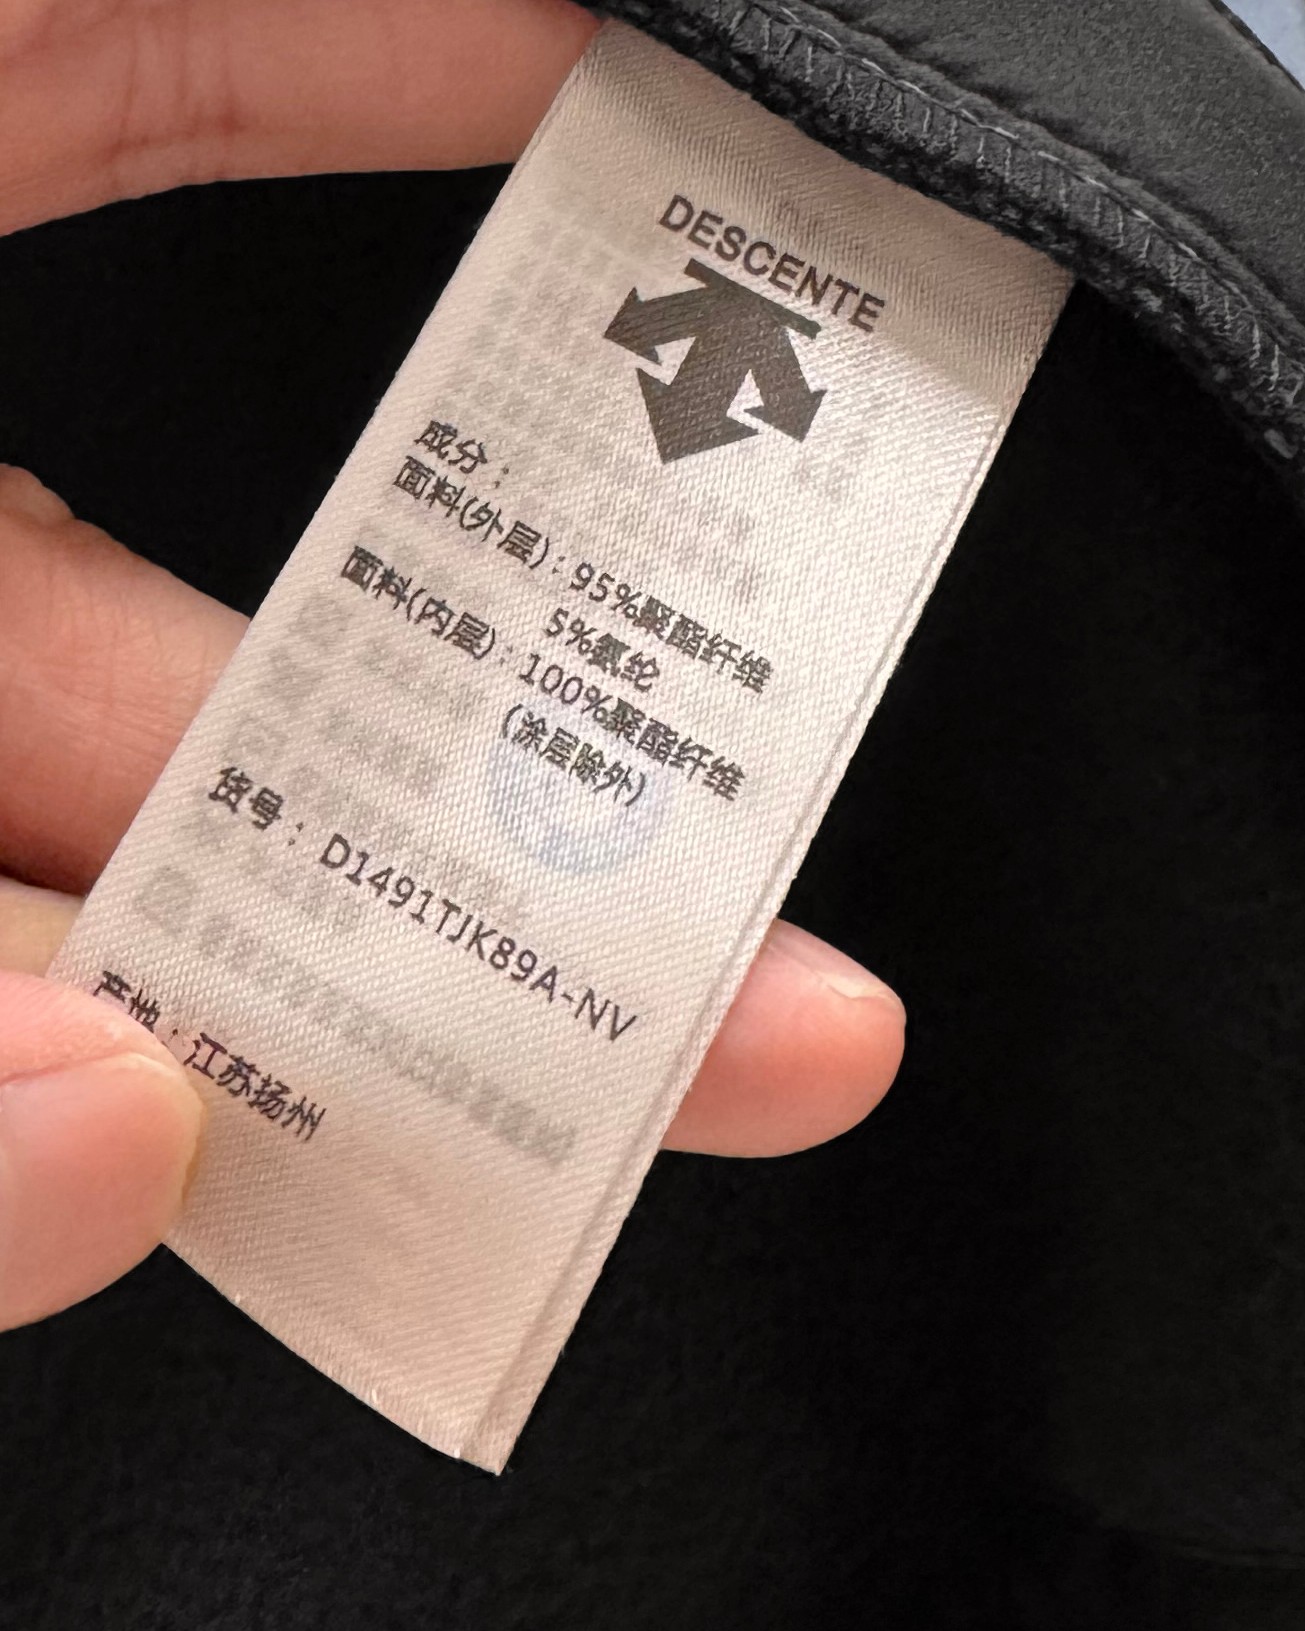 DESCENTE
成分：
面料(外层)：95%聚酯纤维
5%氨纶
面料(内层)：100%聚酯纤维
(涂层除外)
货号：D1491TJK89A-NV
产地：江苏扬州